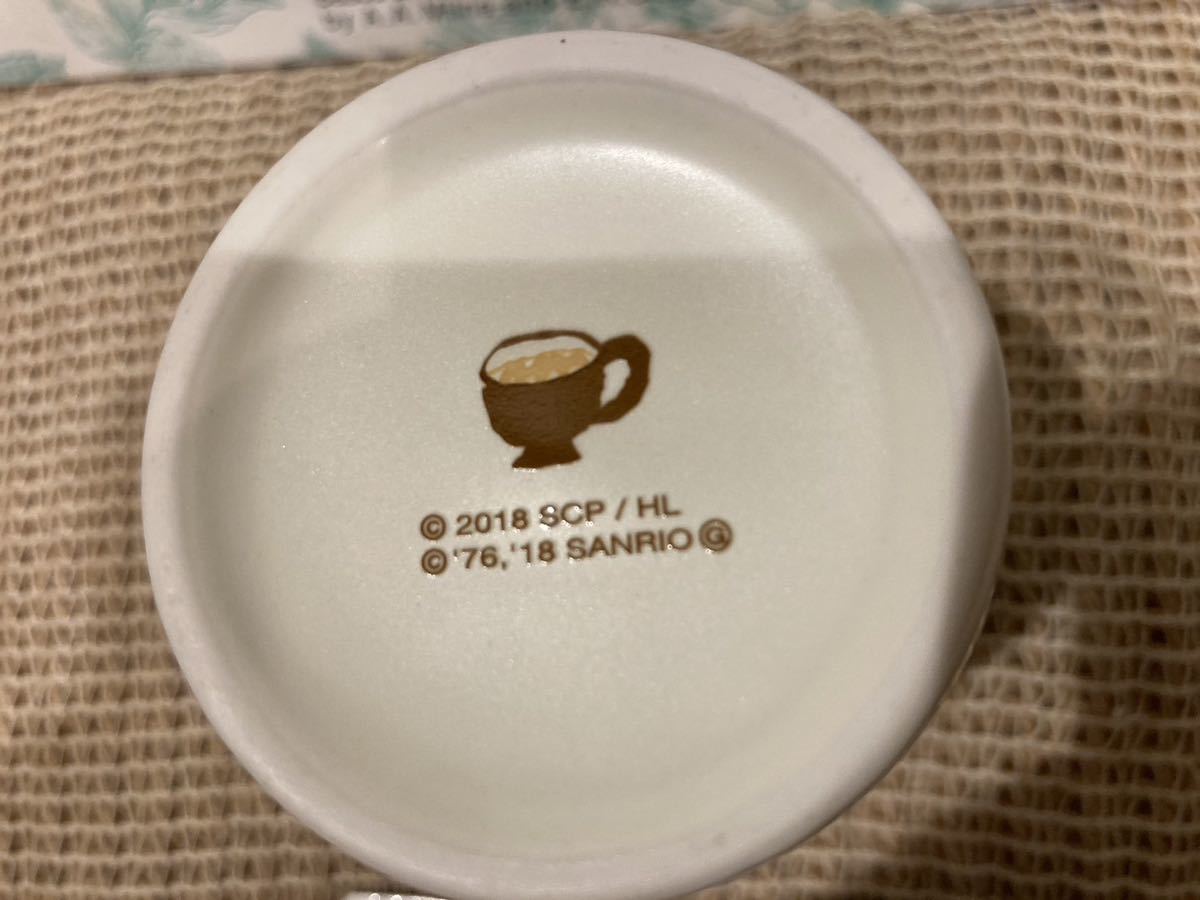 © 2018 SCP / HL
© '76, '18 SANRIO Ⓖ